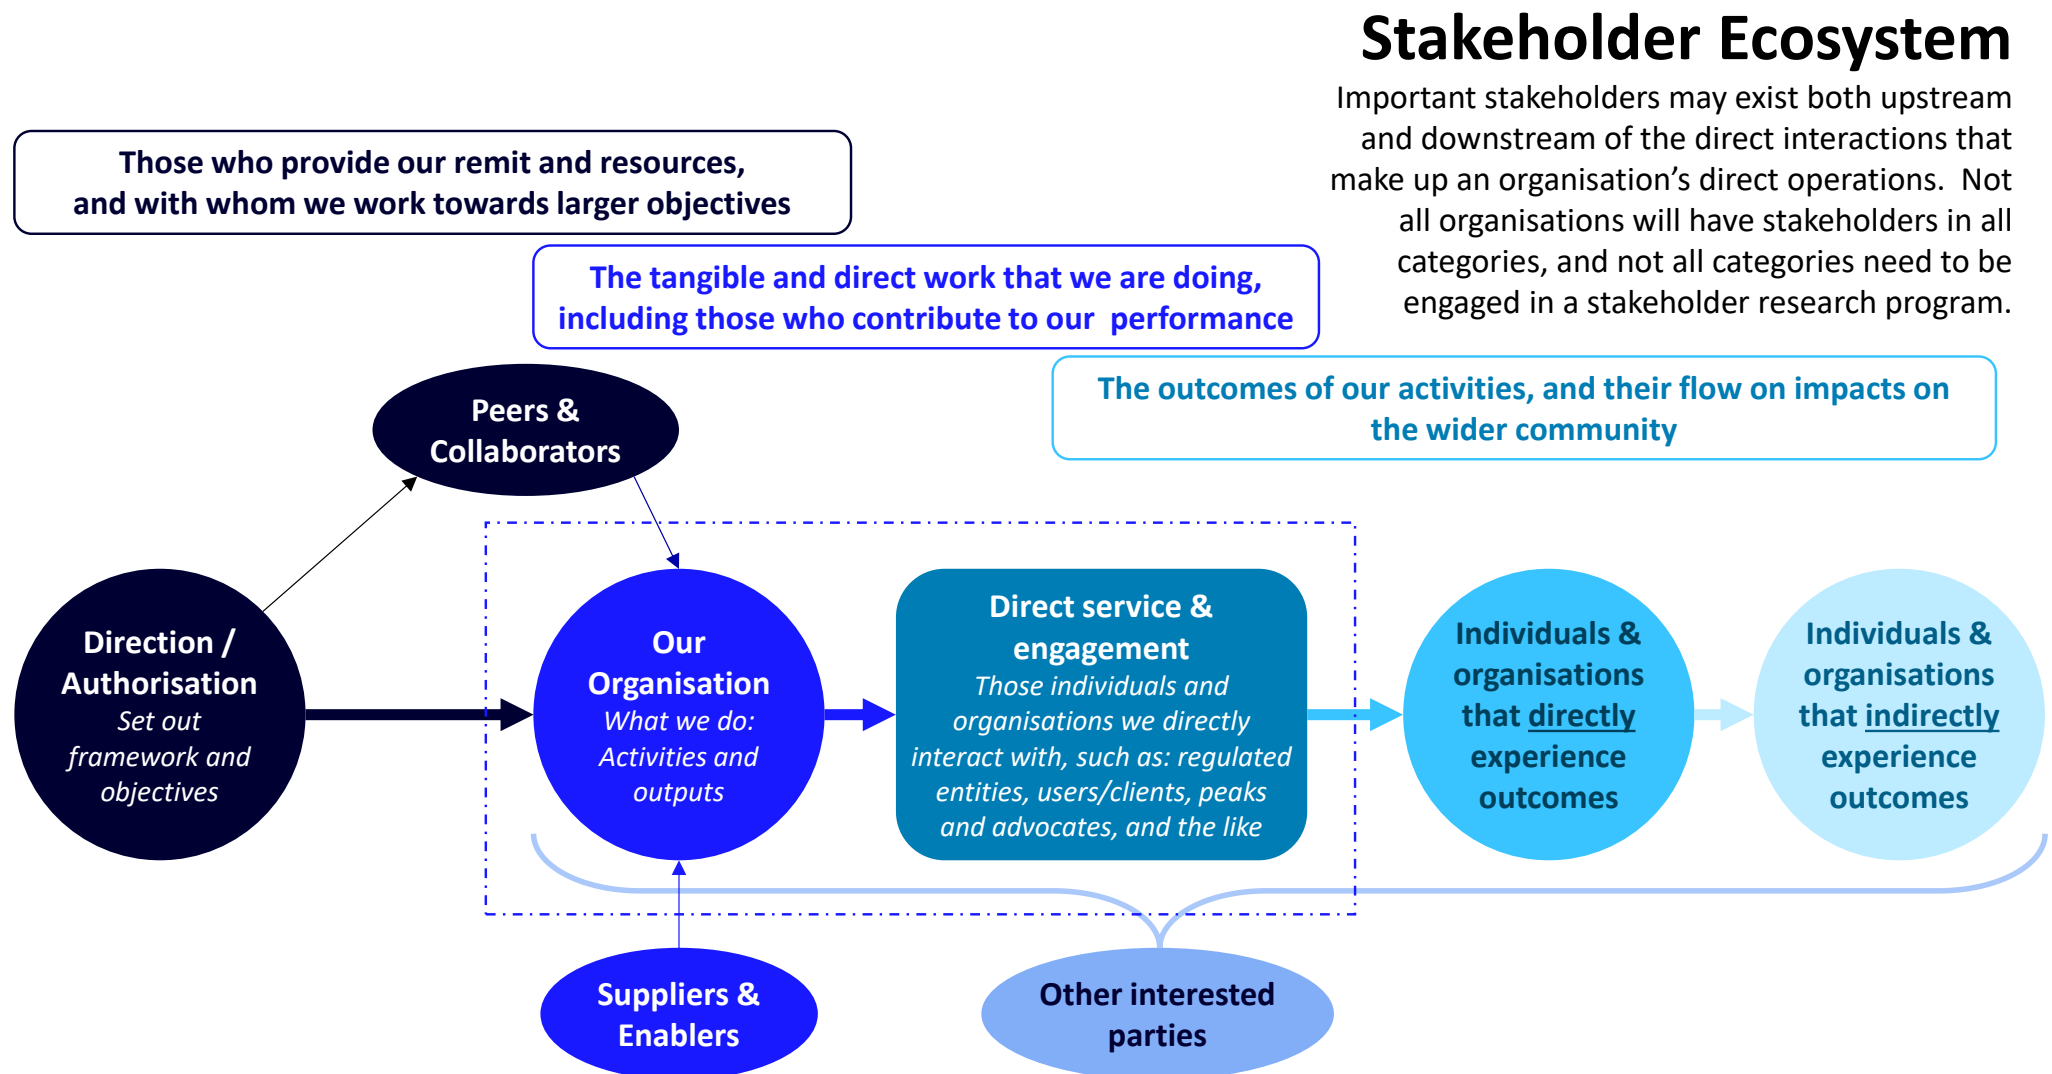 Stakeholder Ecosystem
Important stakeholders may exist both upstream
and downstream of the direct interactions that
make up an organisation’s direct operations.  Not
all organisations will have stakeholders in all
categories, and not all categories need to be
engaged in a stakeholder research program.
Those who provide our remit and resources,
and with whom we work towards larger objectives
The tangible and direct work that we are doing,
including those who contribute to our  performance
The outcomes of our activities, and their flow on impacts on
the wider community
Peers &
Collaborators
Direction /
Authorisation
Set out
framework and
objectives
Our
Organisation
What we do:
Activities and
outputs
Direct service &
engagement
Those individuals and
organisations we directly
interact with, such as: regulated
entities, users/clients, peaks
and advocates, and the like
Individuals &
organisations
that directly
experience
outcomes
Individuals &
organisations
that indirectly
experience
outcomes
Suppliers &
Enablers
Other interested
parties